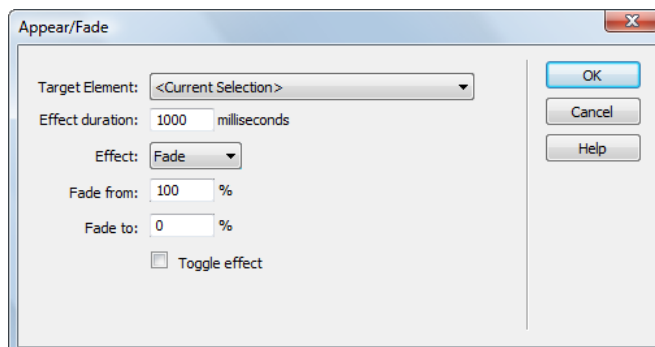 Appear/Fade
Target Element: <Current Selection>
OK
Effect duration: 1000 milliseconds
Cancel
Effect: Fade
Help
Fade from: 100 %
Fade to: 0 %
Toggle effect